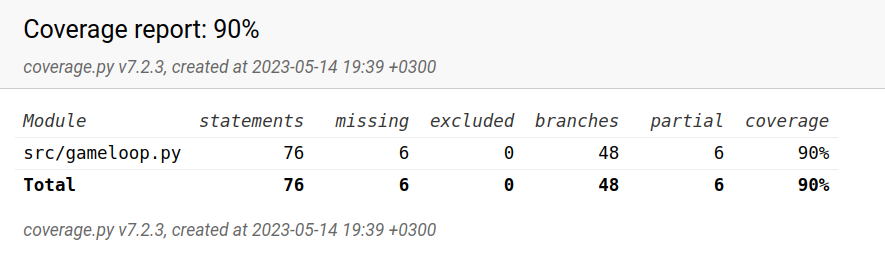 Coverage report: 90%
coverage.py v7.2.3, created at 2023-05-14 19:39 +0300
Module statements missing excluded branches partial coverage
src/gameloop.py 76 6 0 48 6 90%
Total 76 6 0 48 6 90%
coverage.py v7.2.3, created at 2023-05-14 19:39 +0300